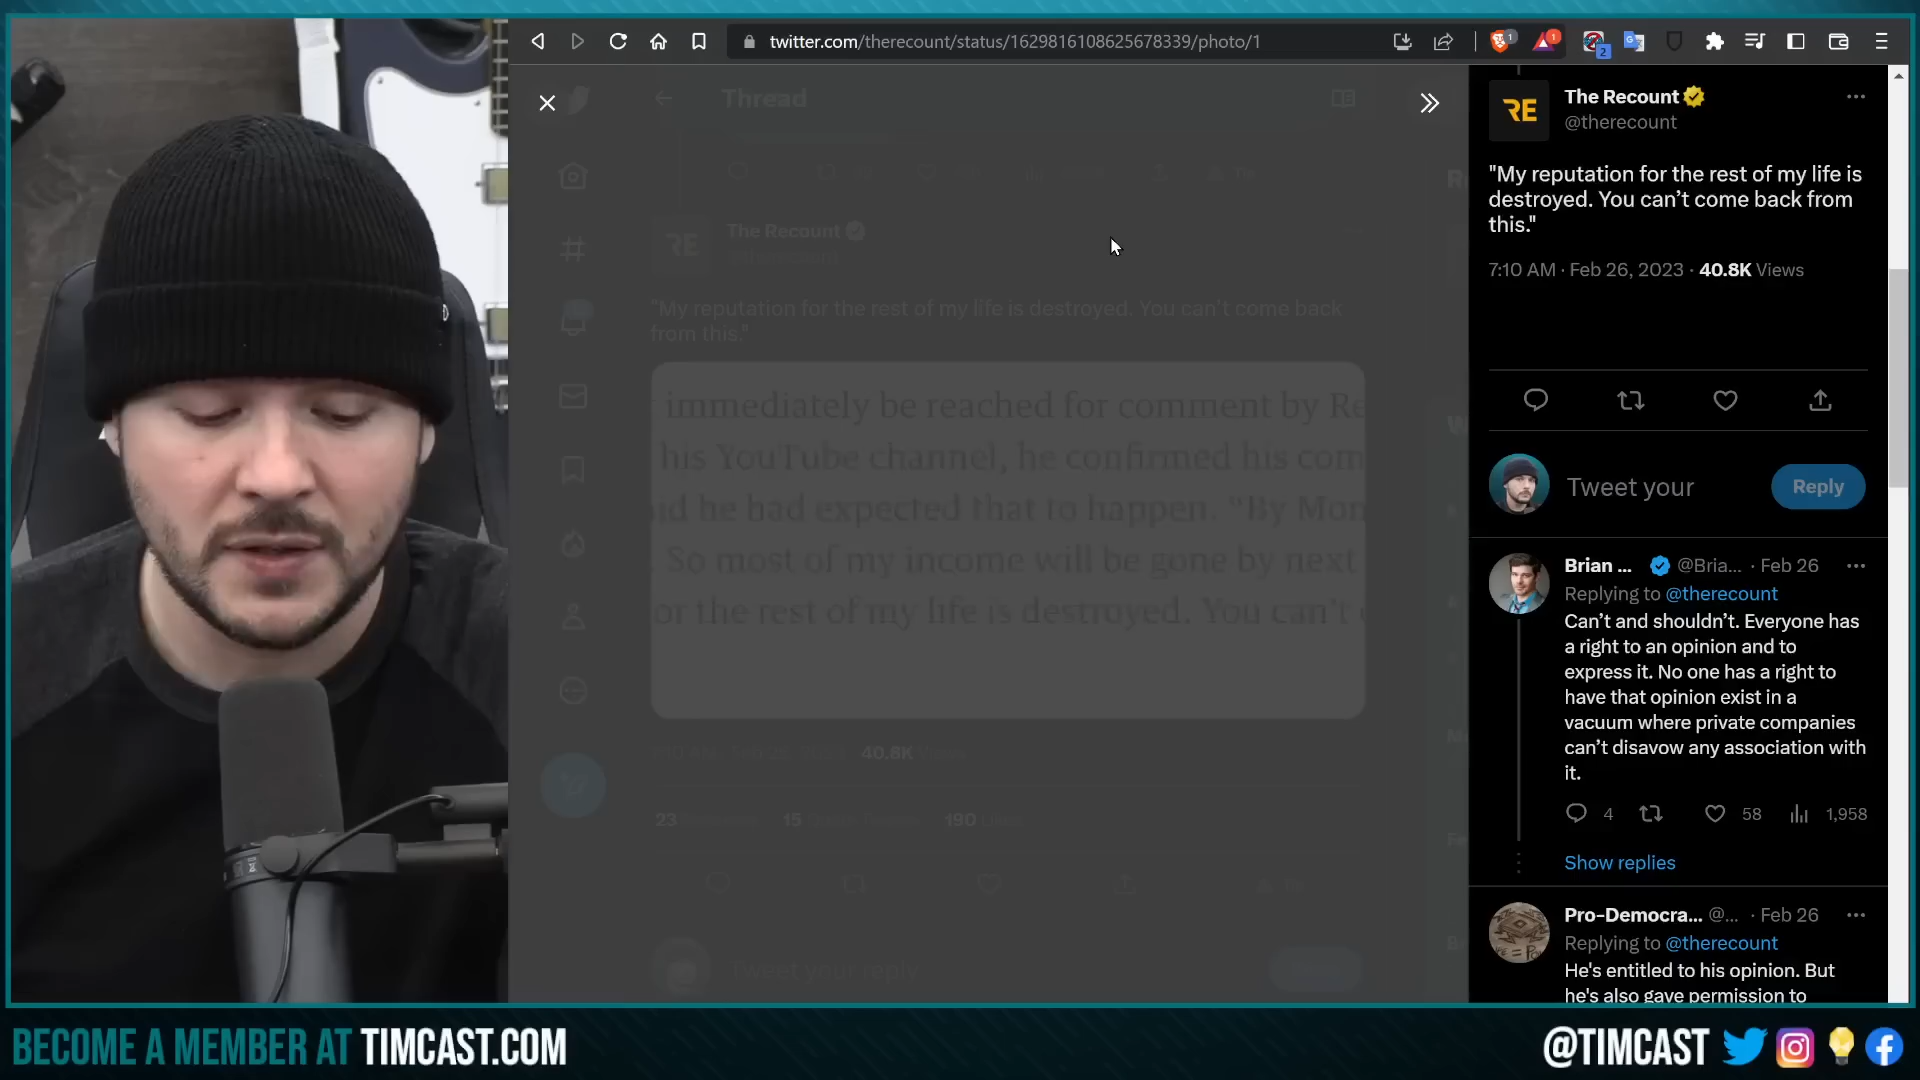 twitter.com/therecount/status/1629816108625678339/photo/1
Thread
The Recount
"My reputation for the rest of my life is destroyed. You can't come back
from this."
immediately be reached for comment by Re
his YouTube channel, he confirmed his com
d he had expected that to happen. "By Mon
So most of my income will be gone by next
or the rest of my life is destroyed. You can't
40.8K Views
23
15
190 Likes
Tweet your reply
RE
The Recount
@therecount
"My reputation for the rest of my life is
destroyed. You can't come back from
this."
7:10 AM · Feb 26, 2023 · 40.8K Views
Tweet your
Reply
Brian ... @Bria... · Feb 26
Replying to @therecount
Can't and shouldn't. Everyone has
a right to an opinion and to
express it. No one has a right to
have that opinion exist in a
vacuum where private companies
can't disavow any association with
it.
4 58 1,958
Show replies
Pro-Democra... @... · Feb 26
Replying to @therecount
He's entitled to his opinion. But
he's also gave permission to
BECOME A MEMBER AT TIMCAST.COM
@TIMCAST